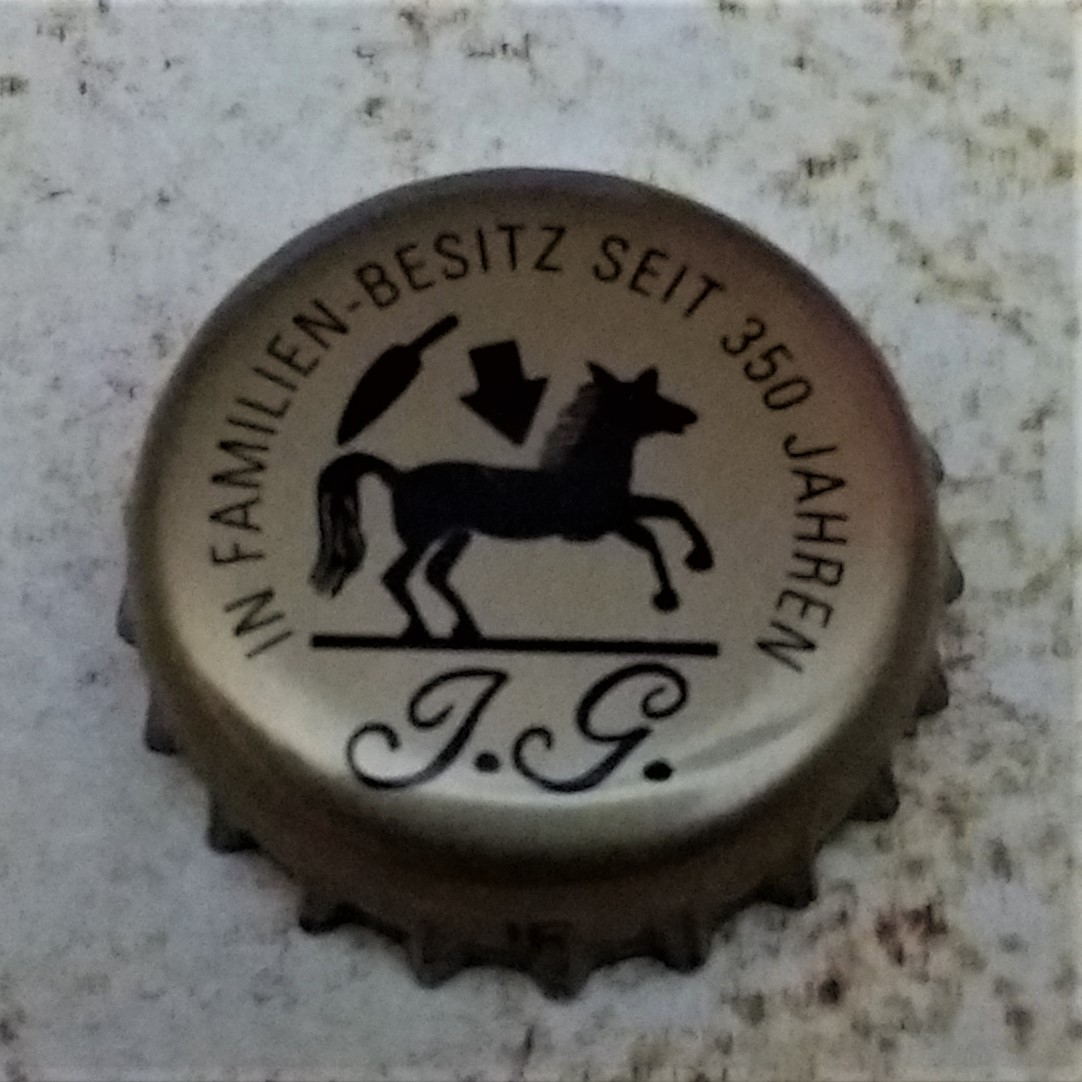 IN FAMILIEN-BESITZ SEIT 350 JAHREN
J.G.